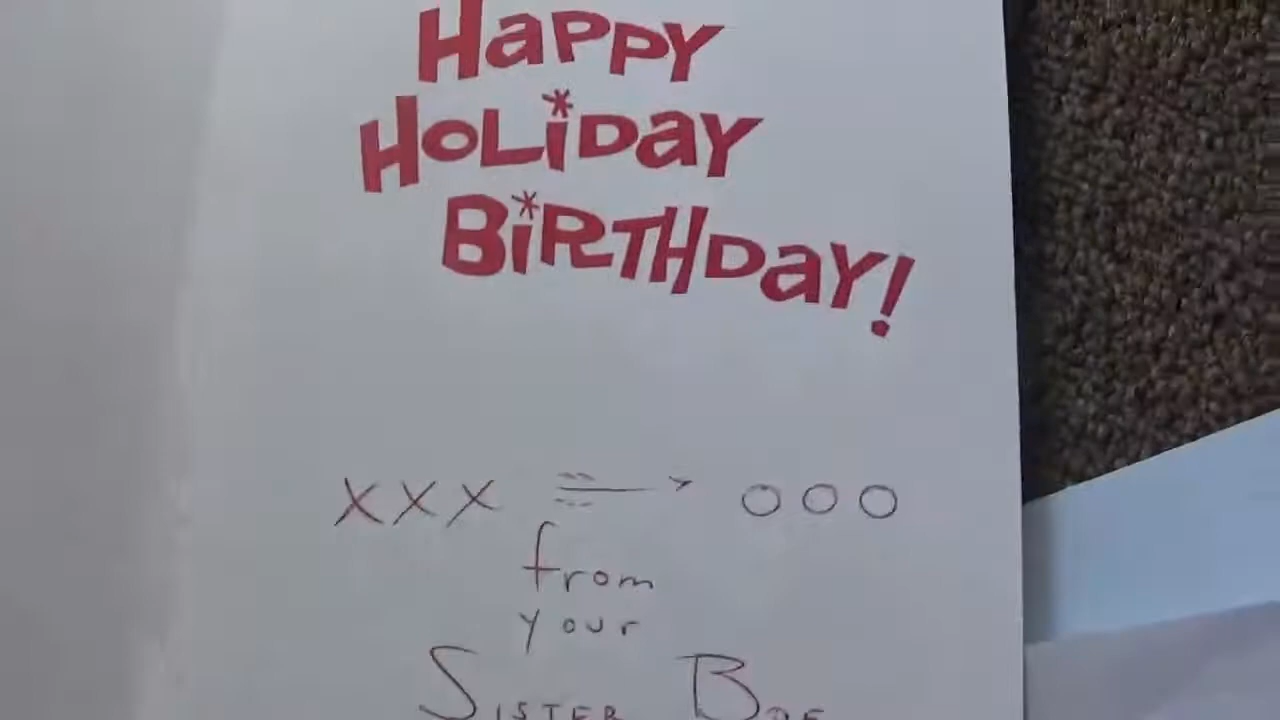 HAPPY
HOLIDAY
BIRTHDAY!
XXX → OOO
from
your
SISTER